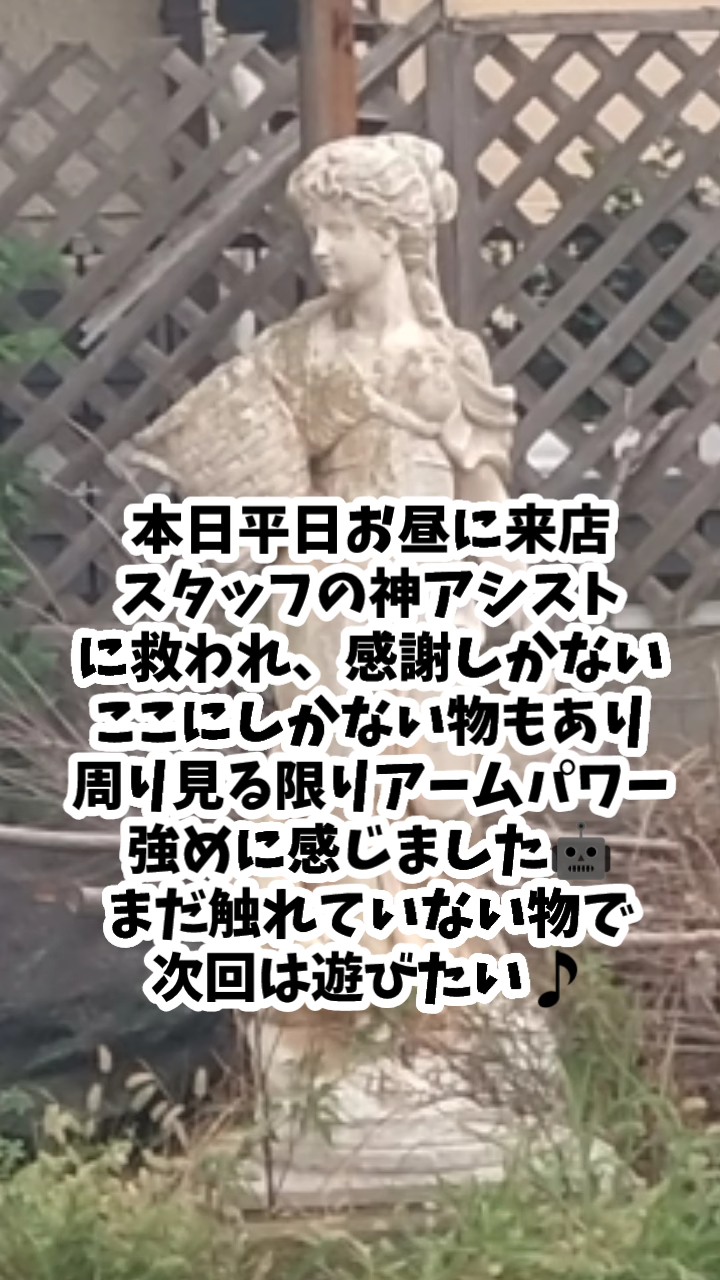 本日平日お昼に来店
スタッフの神アシスト
に救われ、感謝しかない
ここにしかない物もあり
周り見る限りアームパワー
強めに感じました🤖
まだ触れていない物で
次回は遊びたい♪